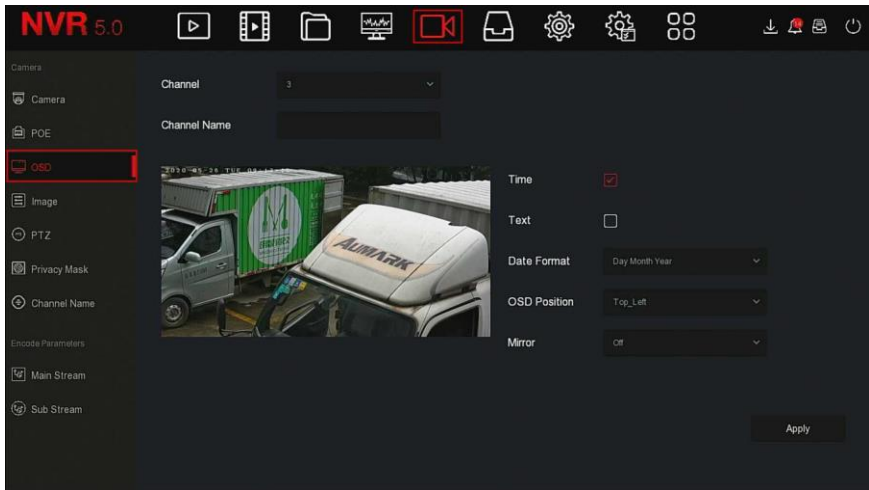 NVR 5.0
Camera
Camera
POE
OSD
Image
PTZ
Privacy Mask
Channel Name
Encode Parameters
Main Stream
Sub Stream
Channel 3
Channel Name
AUMARK
Time
Text
Date Format Day Month Year
OSD Position Top_Left
Mirror Off
Apply